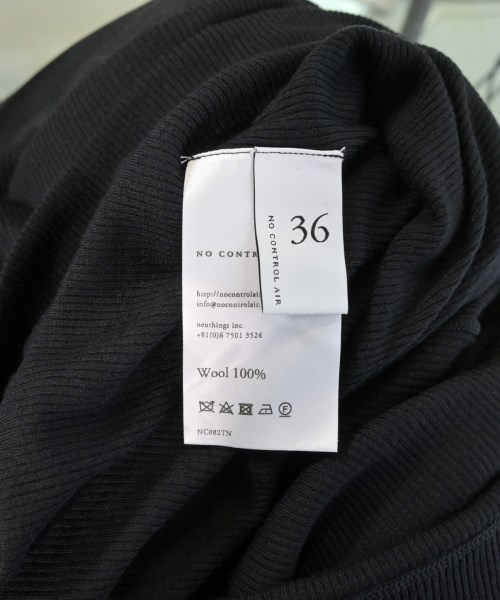 36
NO CONTROL AIR
NO CONTR
http://nocontrolair.
info@nocontrolair.
neuthings inc.
+81(0)6 7501 3524
Wool 100%
NC082TN